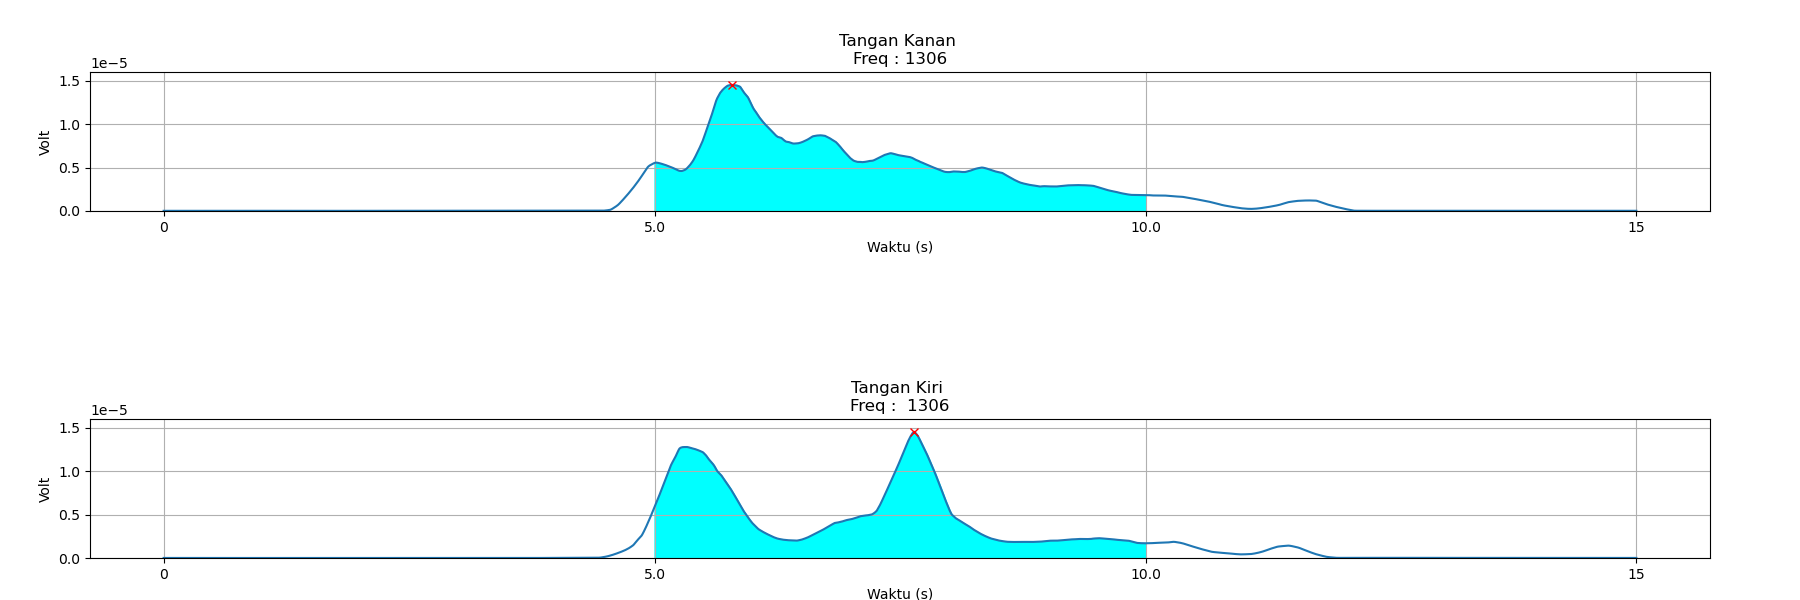 Tangan Kanan
Freq : 1306
1e−5
1.5
1.0
0.5
0.0
Volt
0 5.0 10.0 15
Waktu (s)
Tangan Kiri
Freq :  1306
1e−5
1.5
1.0
0.5
0.0
Volt
0 5.0 10.0 15
Waktu (s)